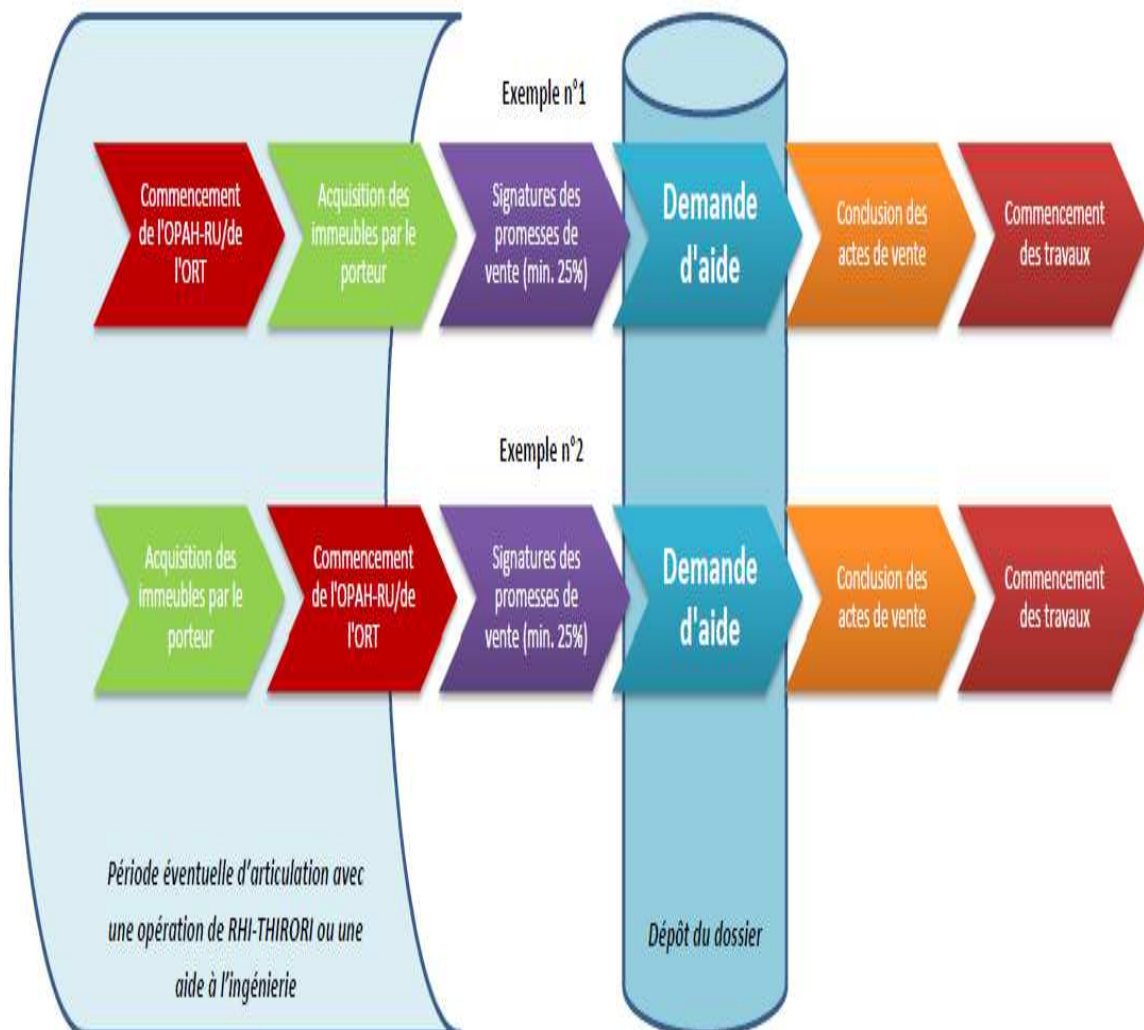 Exemple n°1
Commencement
de l'OPAH-RU/de
l'ORT
Acquisition des
immeubles par le
porteur
Signatures des
promesses de
vente (min. 25%)
Demande
d'aide
Conclusion des
actes de vente
Commencement
des travaux
Exemple n°2
Acquisition des
immeubles par le
porteur
Commencement
de l'OPAH-RU/de
l'ORT
Signatures des
promesses de
vente (min. 25%)
Demande
d'aide
Conclusion des
actes de vente
Commencement
des travaux
Période éventuelle d’articulation avec
une opération de RHI-THIRORI ou une
aide à l’ingénierie
Dépôt du dossier